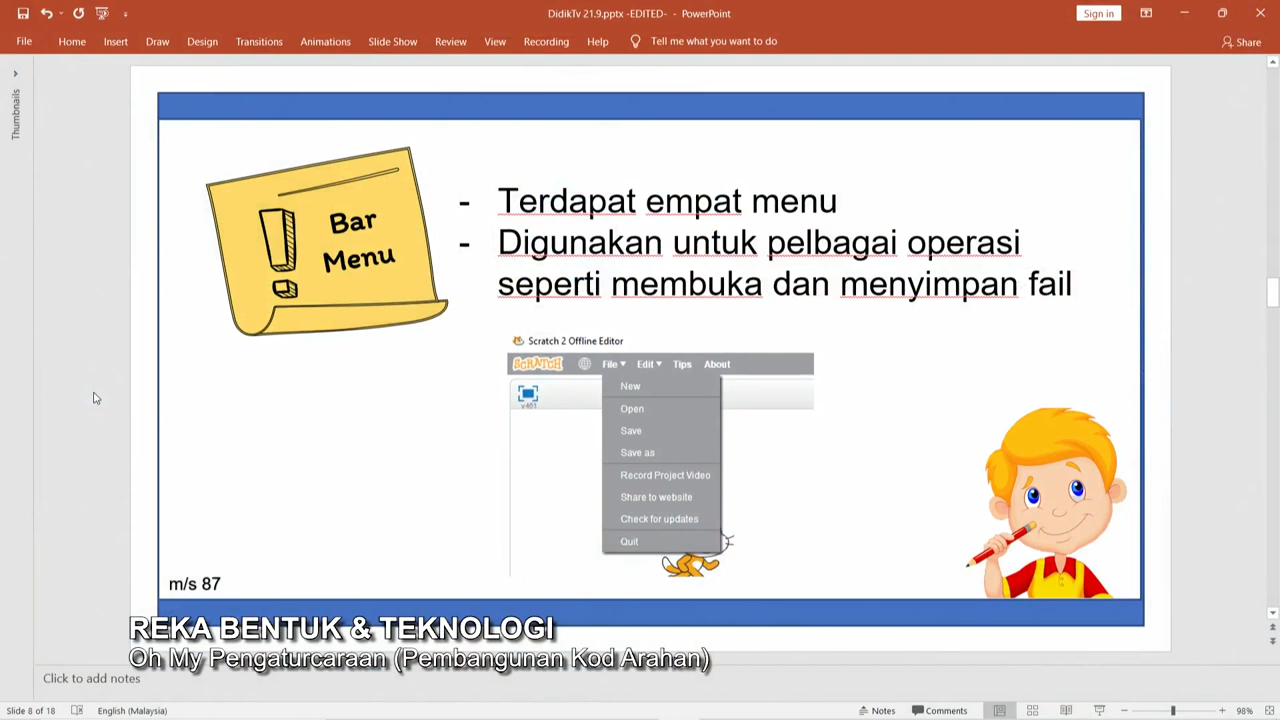 DidikTv 21.9.pptx -EDITED- - PowerPoint
Sign in
File Home Insert Draw Design Transitions Animations Slide Show Review View Recording Help Tell me what you want to do Share
Thumbnails
Bar
Menu
- Terdapat empat menu
- Digunakan untuk pelbagai operasi
seperti membuka dan menyimpan fail
Scratch 2 Offline Editor
SCRATCH File Edit Tips About
v461
New
Open
Save
Save as
Record Project Video
Share to website
Check for updates
Quit
m/s 87
REKA BENTUK & TEKNOLOGI
Oh My Pengaturcaraan (Pembangunan Kod Arahan)
Click to add notes
Slide 8 of 18 English (Malaysia) Notes Comments 98%